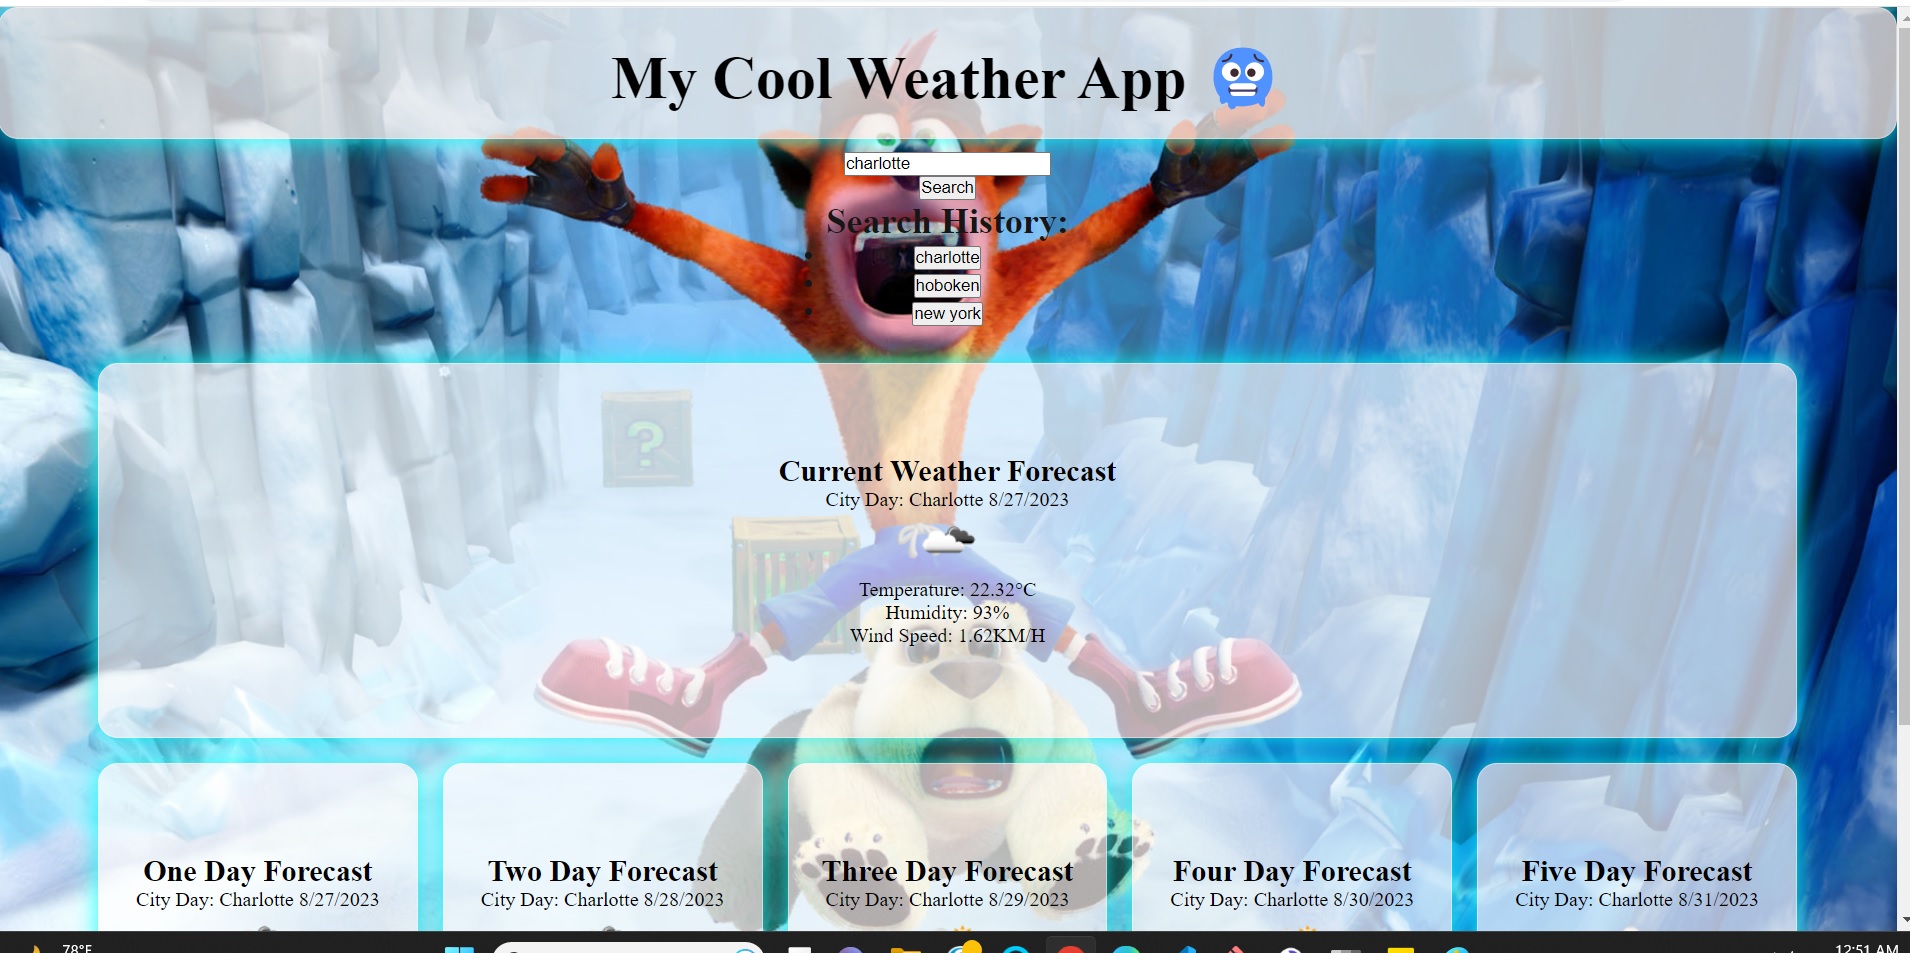 My Cool Weather App
charlotte
Search
Search History:
charlotte
hoboken
new york
?
Current Weather Forecast
City Day: Charlotte 8/27/2023
Temperature: 22.32°C
Humidity: 93%
Wind Speed: 1.62KM/H
One Day Forecast
City Day: Charlotte 8/27/2023
Two Day Forecast
City Day: Charlotte 8/28/2023
Three Day Forecast
City Day: Charlotte 8/29/2023
Four Day Forecast
City Day: Charlotte 8/30/2023
Five Day Forecast
City Day: Charlotte 8/31/2023
78°F
12:51 AM